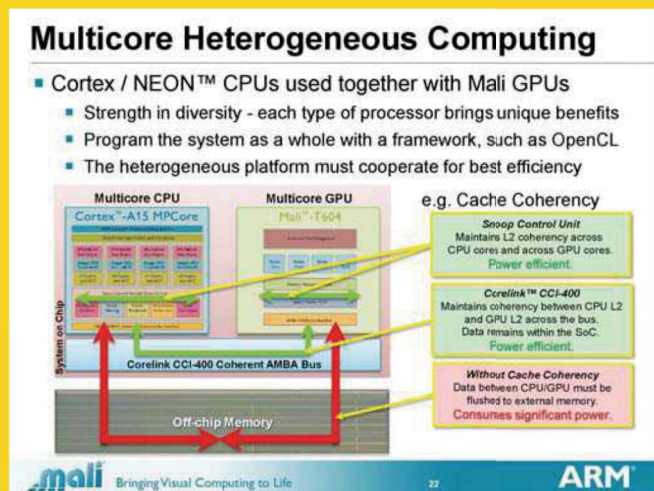 Multicore Heterogeneous Computing
Cortex / NEON™ CPUs used together with Mali GPUs
Strength in diversity - each type of processor brings unique benefits
Program the system as a whole with a framework, such as OpenCL
The heterogeneous platform must cooperate for best efficiency
Multicore CPU
Multicore GPU
e.g. Cache Coherency
Cortex™-A15 MPCore
Mali™-T604
System on Chip
Snoop Control Unit
Maintains L2 coherency across
CPU cores and across GPU cores.
Power efficient.
Corelink™ CCI-400
Maintains coherency between CPU L2
and GPU L2 across the bus.
Data remains within the SoC.
Power efficient.
Corelink CCI-400 Coherent AMBA Bus
Without Cache Coherency
Data between CPU/GPU must be
flushed to external memory.
Consumes significant power.
Off-chip Memory
mali Bringing Visual Computing to Life
22
ARM®